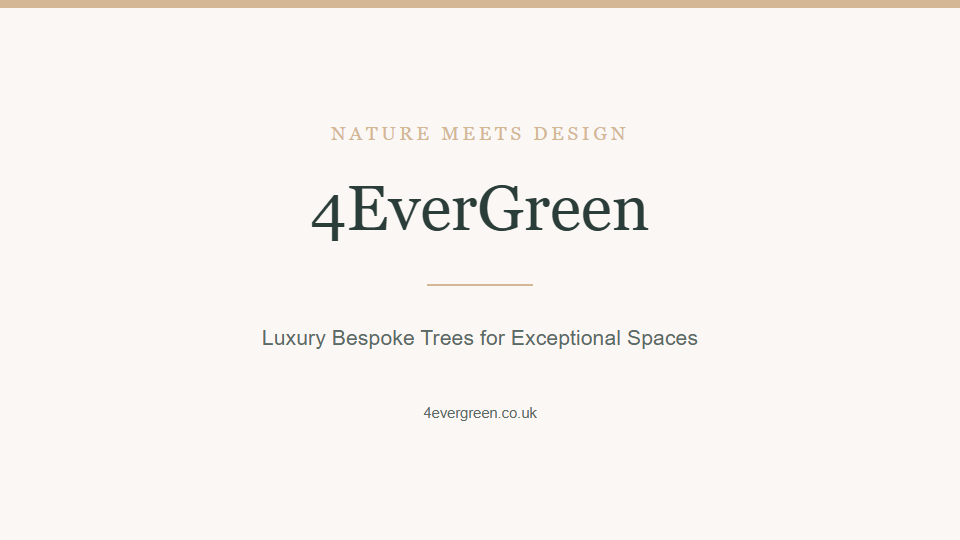 NATURE MEETS DESIGN
4EverGreen
Luxury Bespoke Trees for Exceptional Spaces
4evergreen.co.uk